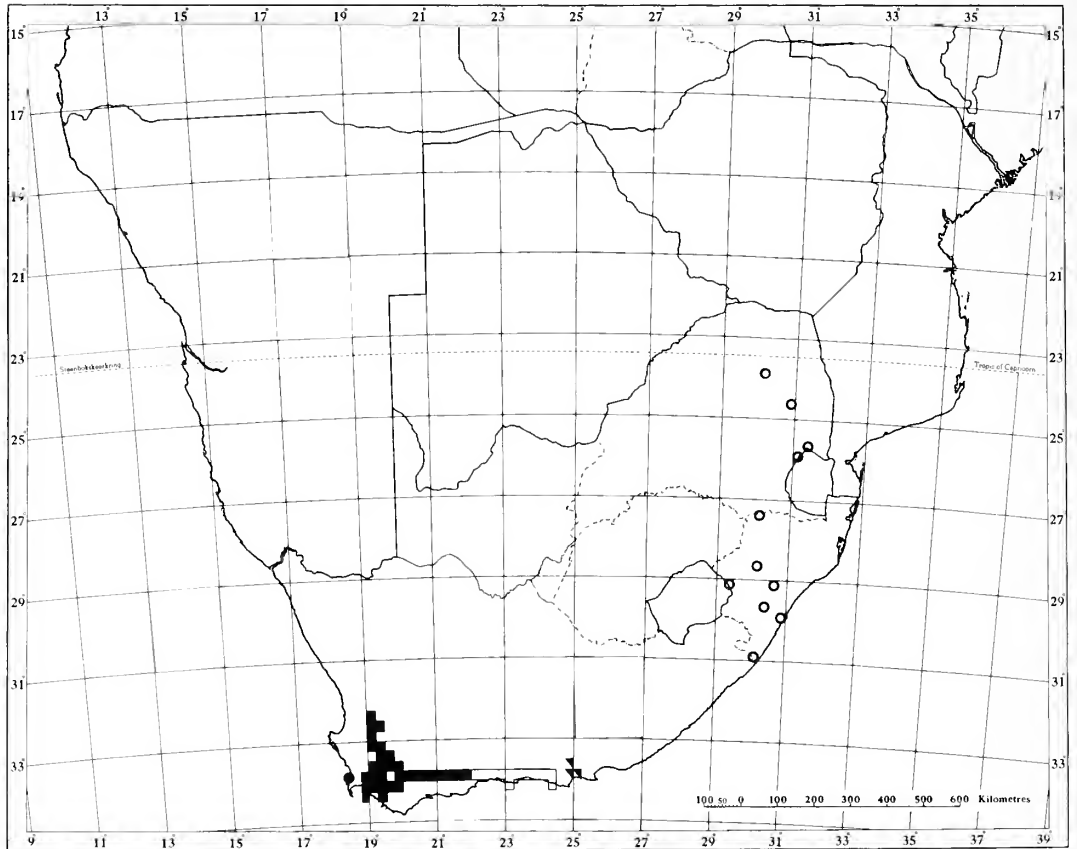 13° 15° 17° 19° 21° 23° 25° 27° 29° 31° 33° 35°
15° 15°
17° 17°
19° 19°
21° 21°
23° Steenbokskeerkring Tropic of Capricorn 23°
25° 25°
27° 27°
29° 29°
31° 31°
33° 33°
100 50 0 100 200 300 400 500 600 Kilometres
9 11° 13° 15° 17° 19° 21° 23° 25° 27° 29° 31° 33° 35° 37° 39°